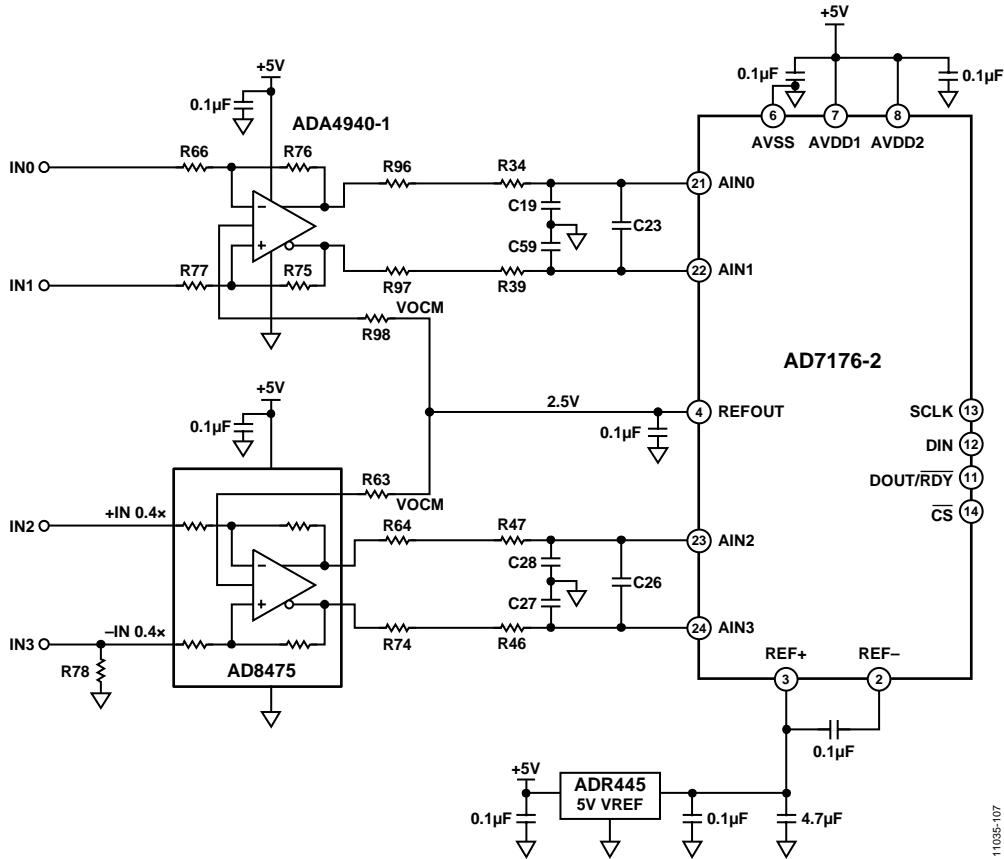 +5V
0.1µF
0.1µF
+5V
0.1µF
ADA4940-1
6
7
8
AVSS
AVDD1
AVDD2
IN0
R66
R76
R96
R34
21
AIN0
C19
C23
C59
IN1
R77
R75
R97
R39
22
AIN1
VOCM
R98
AD7176-2
+5V
2.5V
4
REFOUT
SCLK
13
0.1µF
0.1µF
DIN
12
R63
VOCM
DOUT/RDY
11
CS
14
IN2
+IN 0.4×
R64
R47
23
AIN2
C28
C26
C27
IN3
–IN 0.4×
R74
R46
24
AIN3
R78
AD8475
REF+
REF–
3
2
0.1µF
+5V
ADR445
5V VREF
0.1µF
0.1µF
4.7µF
11035-107